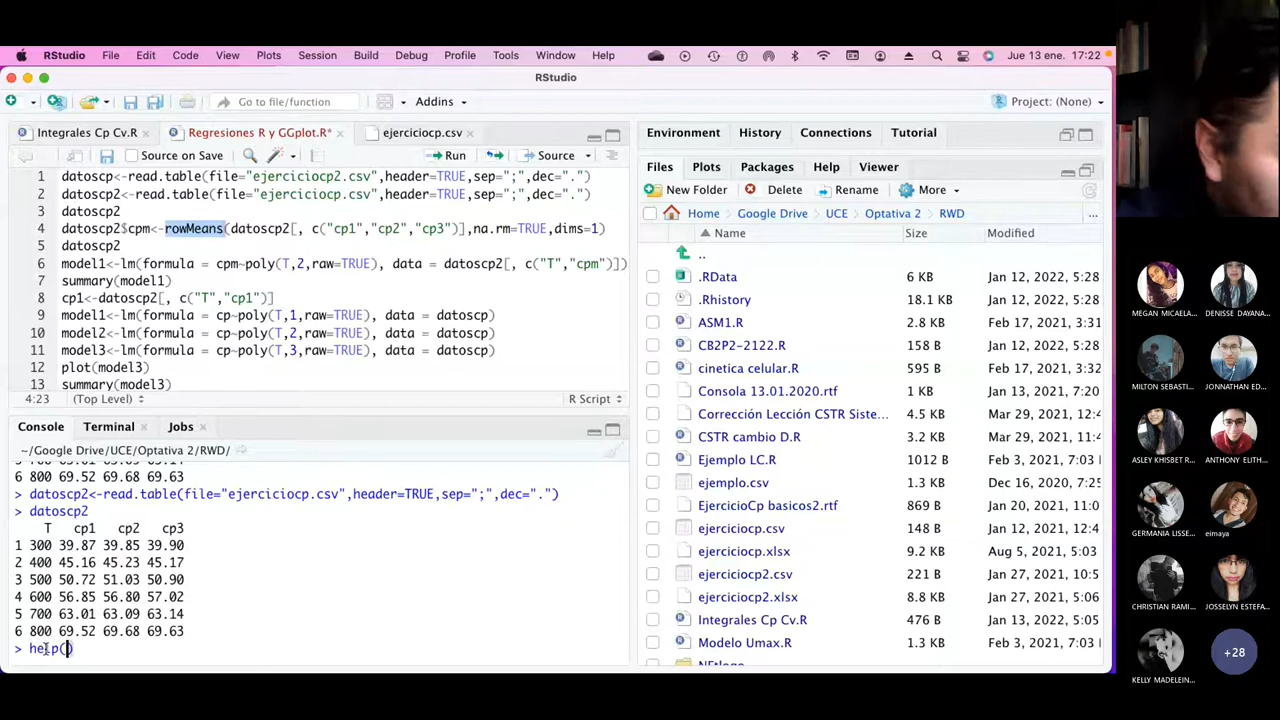 RStudio File Edit Code View Plots Session Build Debug Profile Tools Window Help Jue 13 ene. 17:22
RStudio
Go to file/function Addins Project: (None)
Integrales Cp Cv.R Regresiones R y GGplot.R* ejerciciocp.csv
Source on Save Run Source
1 datoscp<-read.table(file="ejerciciocp2.csv",header=TRUE,sep=";",dec=".")
2 datoscp2<-read.table(file="ejerciciocp2.csv",header=TRUE,sep=";",dec=".")
3 datoscp2
4 datoscp2$cpm<-rowMeans(datoscp2[, c("cp1","cp2","cp3")],na.rm=TRUE,dims=1)
5 datoscp2
6 model1<-lm(formula = cpm~poly(T,2,raw=TRUE), data = datoscp2[, c("T","cpm")])
7 summary(model1)
8 cp1<-datoscp2[, c("T","cp1")]
9 model1<-lm(formula = cp~poly(T,1,raw=TRUE), data = datoscp)
10 model2<-lm(formula = cp~poly(T,2,raw=TRUE), data = datoscp)
11 model3<-lm(formula = cp~poly(T,3,raw=TRUE), data = datoscp)
12 plot(model3)
13 summary(model3)
4:23 (Top Level) R Script
Console Terminal Jobs
~/Google Drive/UCE/Optativa 2/RWD/
6 800 69.52 69.68 69.63
> datoscp2<-read.table(file="ejerciciocp.csv",header=TRUE,sep=";",dec=".")
> datoscp2
T cp1 cp2 cp3
1 300 39.87 39.85 39.90
2 400 45.16 45.23 45.17
3 500 50.72 51.03 50.90
4 600 56.85 56.80 57.02
5 700 63.01 63.09 63.14
6 800 69.52 69.68 69.63
> help()
Environment History Connections Tutorial
Files Plots Packages Help Viewer
New Folder Delete Rename More
Home Google Drive UCE Optativa 2 RWD ...
Name Size Modified
..
.RData 6 KB Jan 12, 2022, 5:28
.Rhistory 18.1 KB Jan 12, 2022, 5:28
ASM1.R 2.8 KB Feb 17, 2021, 3:31
CB2P2-2122.R 158 B Jan 12, 2022, 5:28
cinetica celular.R 595 B Feb 17, 2021, 3:32
Consola 13.01.2020.rtf 1 KB Jan 13, 2021, 7:20
Corrección Lección CSTR Siste... 4.5 KB Mar 29, 2021, 12:4
CSTR cambio D.R 3.2 KB Mar 29, 2021, 12:4
Ejemplo LC.R 1012 B Feb 3, 2021, 7:03
ejemplo.csv 1.3 KB Dec 16, 2020, 7:25
EjercicioCp basicos2.rtf 869 B Jan 20, 2021, 11:0
ejerciciocp.csv 148 B Jan 12, 2022, 12:4
ejerciciocp.xlsx 9.2 KB Aug 5, 2021, 5:03
ejerciciocp2.csv 221 B Jan 27, 2021, 10:5
ejerciciocp2.xlsx 8.8 KB Jan 27, 2021, 5:06
Integrales Cp Cv.R 476 B Jan 12, 2022, 5:05
Modelo Umax.R 1.3 KB Feb 3, 2021, 7:03
MEGAN MICAELA... DENISSE DAYANA...
MILTON SEBASTI... JONNATHAN ED...
ASLEY KHISBET R... ANTHONY ELITH...
GERMANIA LISSE... eimaya
CHRISTIAN RAMI... JOSSELYN ESTEFA...
KELLY MADELEIN... +28